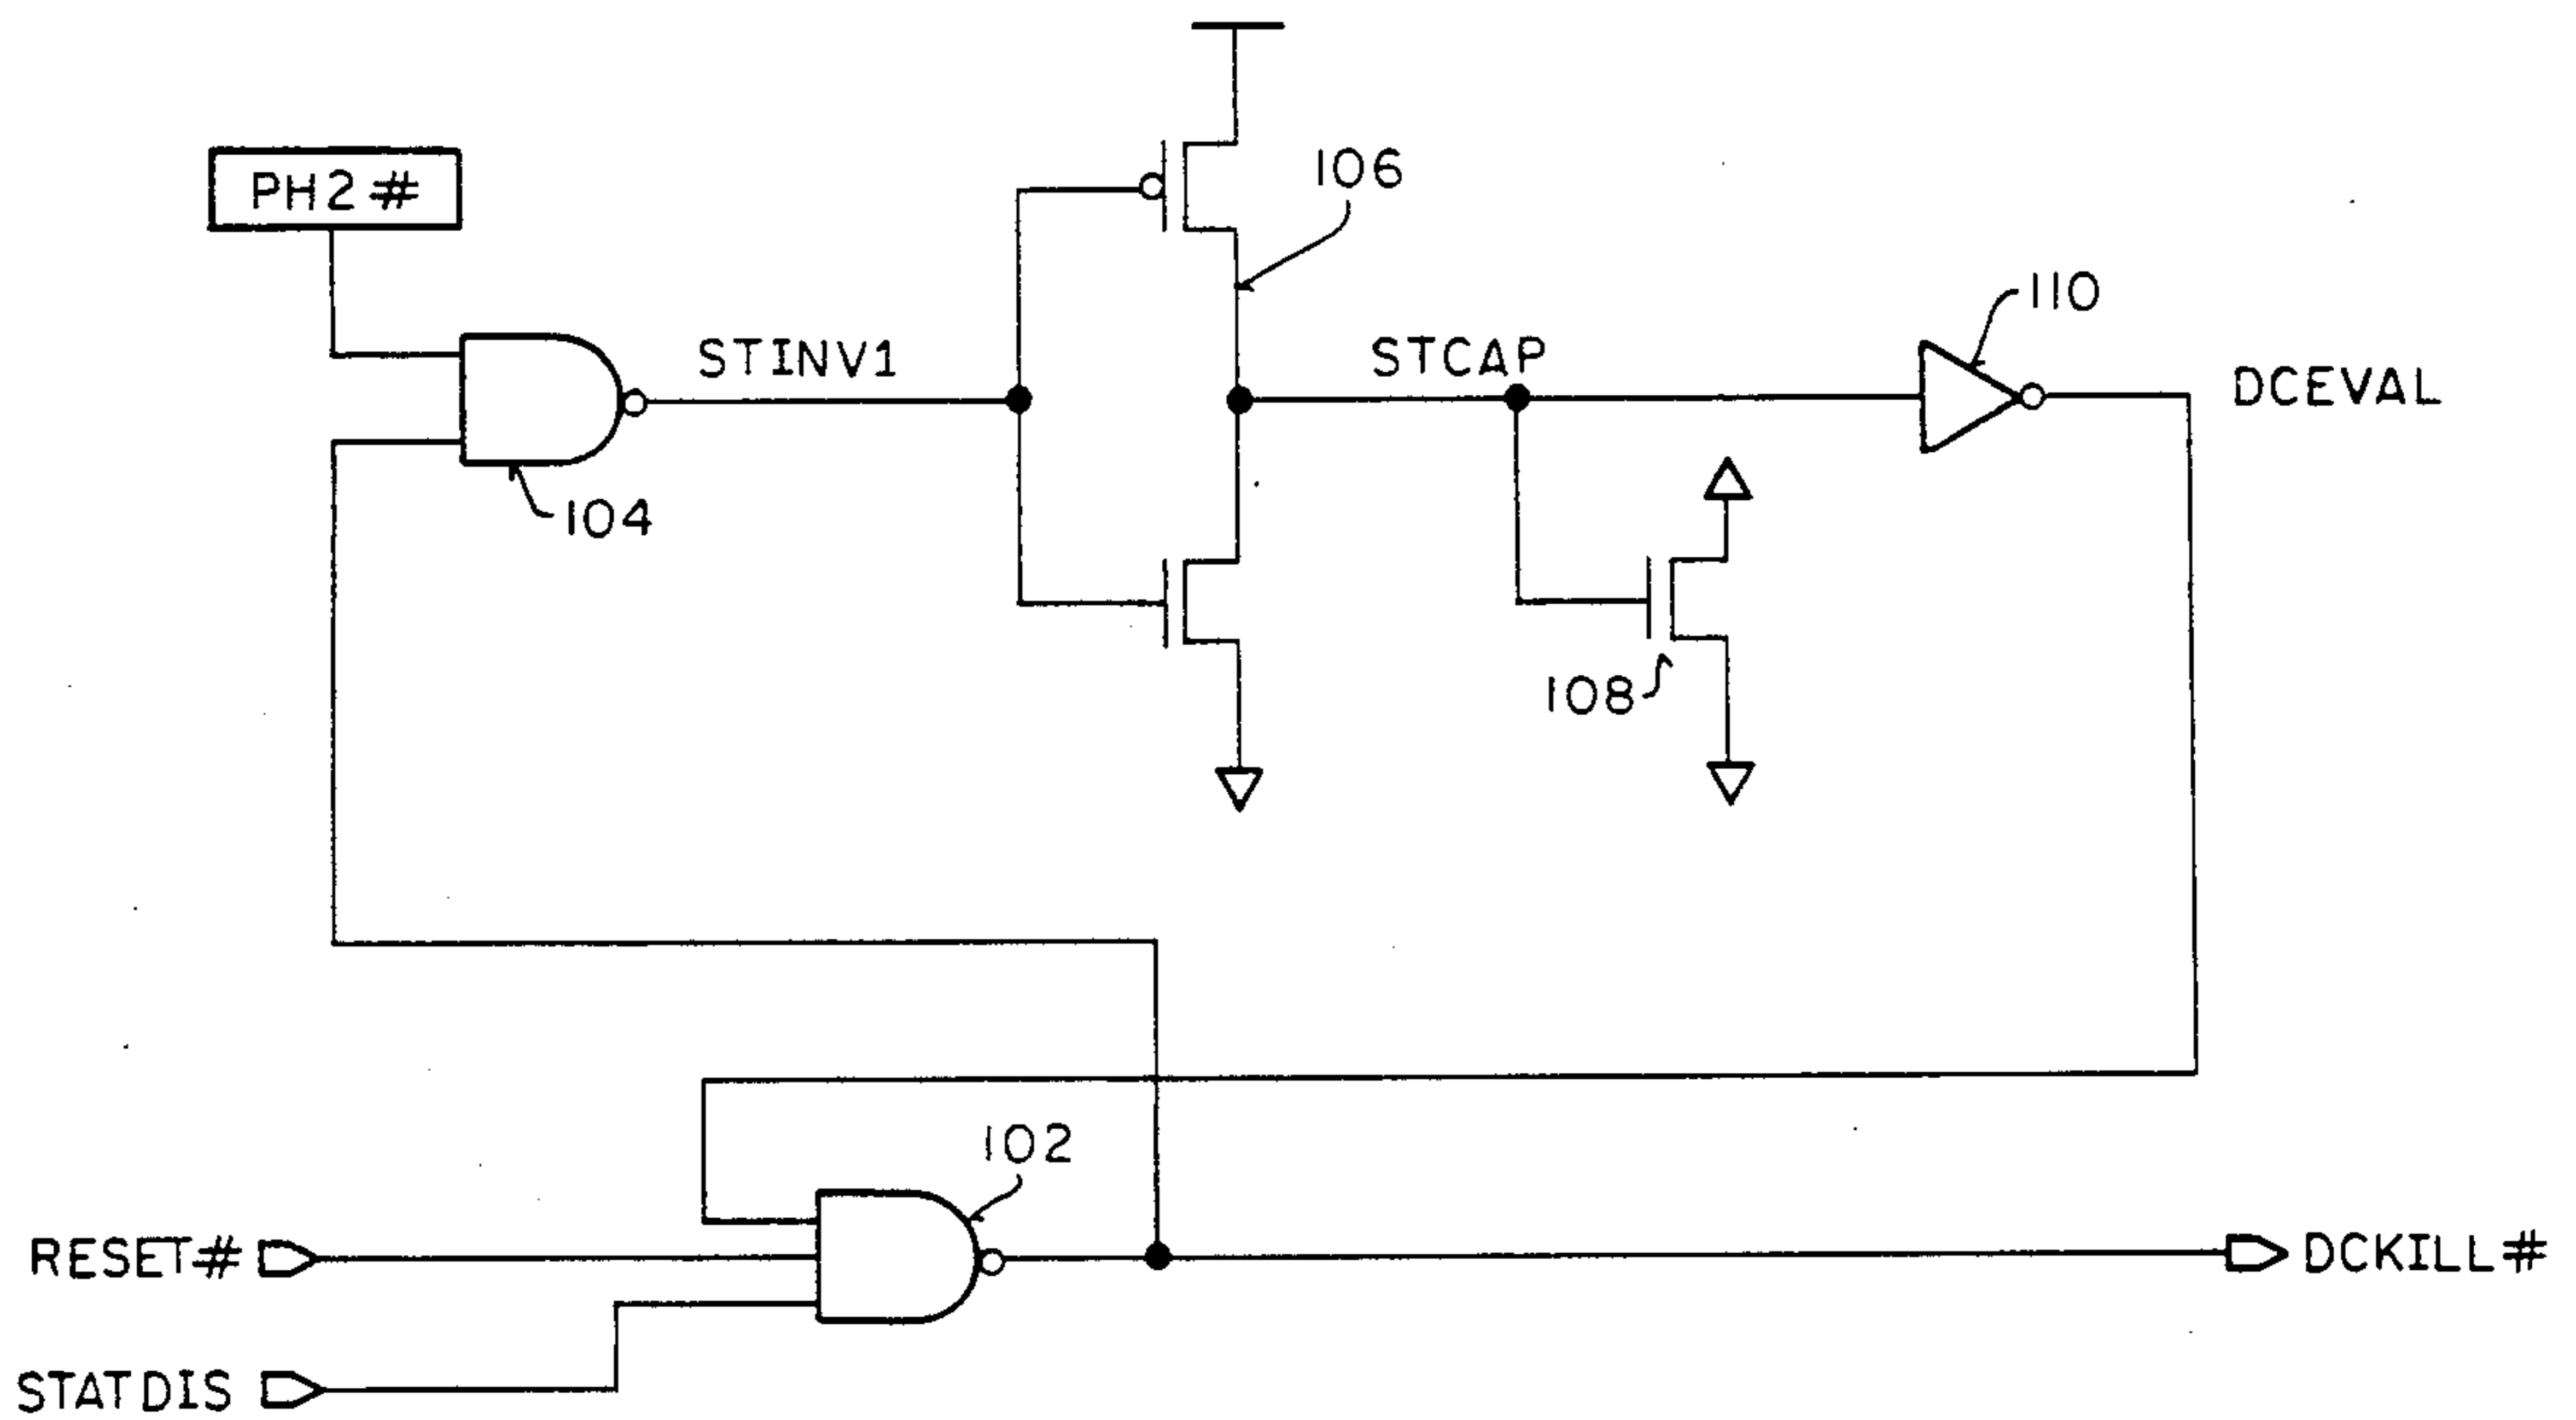 106
PH2#
110
STINV1
STCAP
DCEVAL
104
108
102
RESET#
DCKILL#
STATDIS